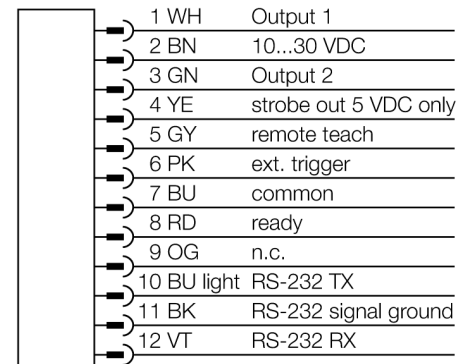 1 WH Output 1
2 BN 10...30 VDC
3 GN Output 2
4 YE strobe out 5 VDC only
5 GY remote teach
6 PK ext. trigger
7 BU common
8 RD ready
9 OG n.c.
10 BU light RS-232 TX
11 BK RS-232 signal ground
12 VT RS-232 RX